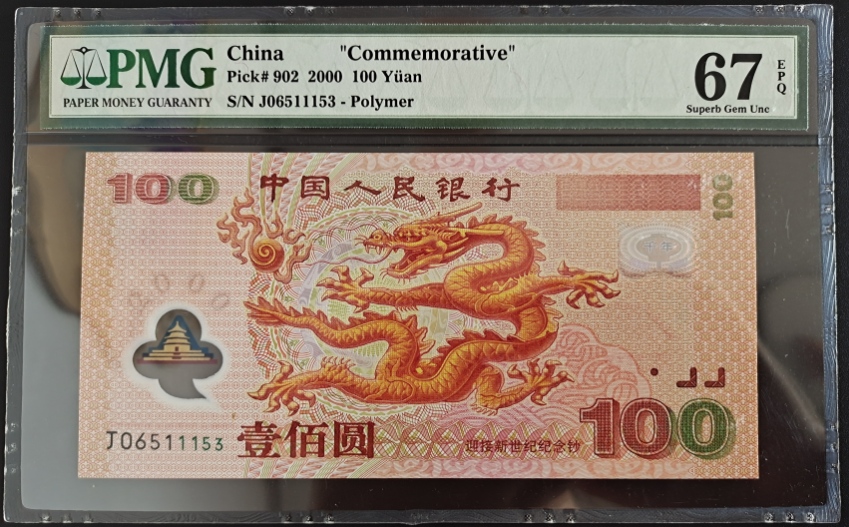 PMG
PAPER MONEY GUARANTY
China "Commemorative"
Pick# 902 2000 100 Yüan
S/N J06511153 - Polymer
67
EPQ
Superb Gem Unc
100
中国人民银行
100
2000
J06511153
壹佰圆
迎接新世纪纪念钞
100